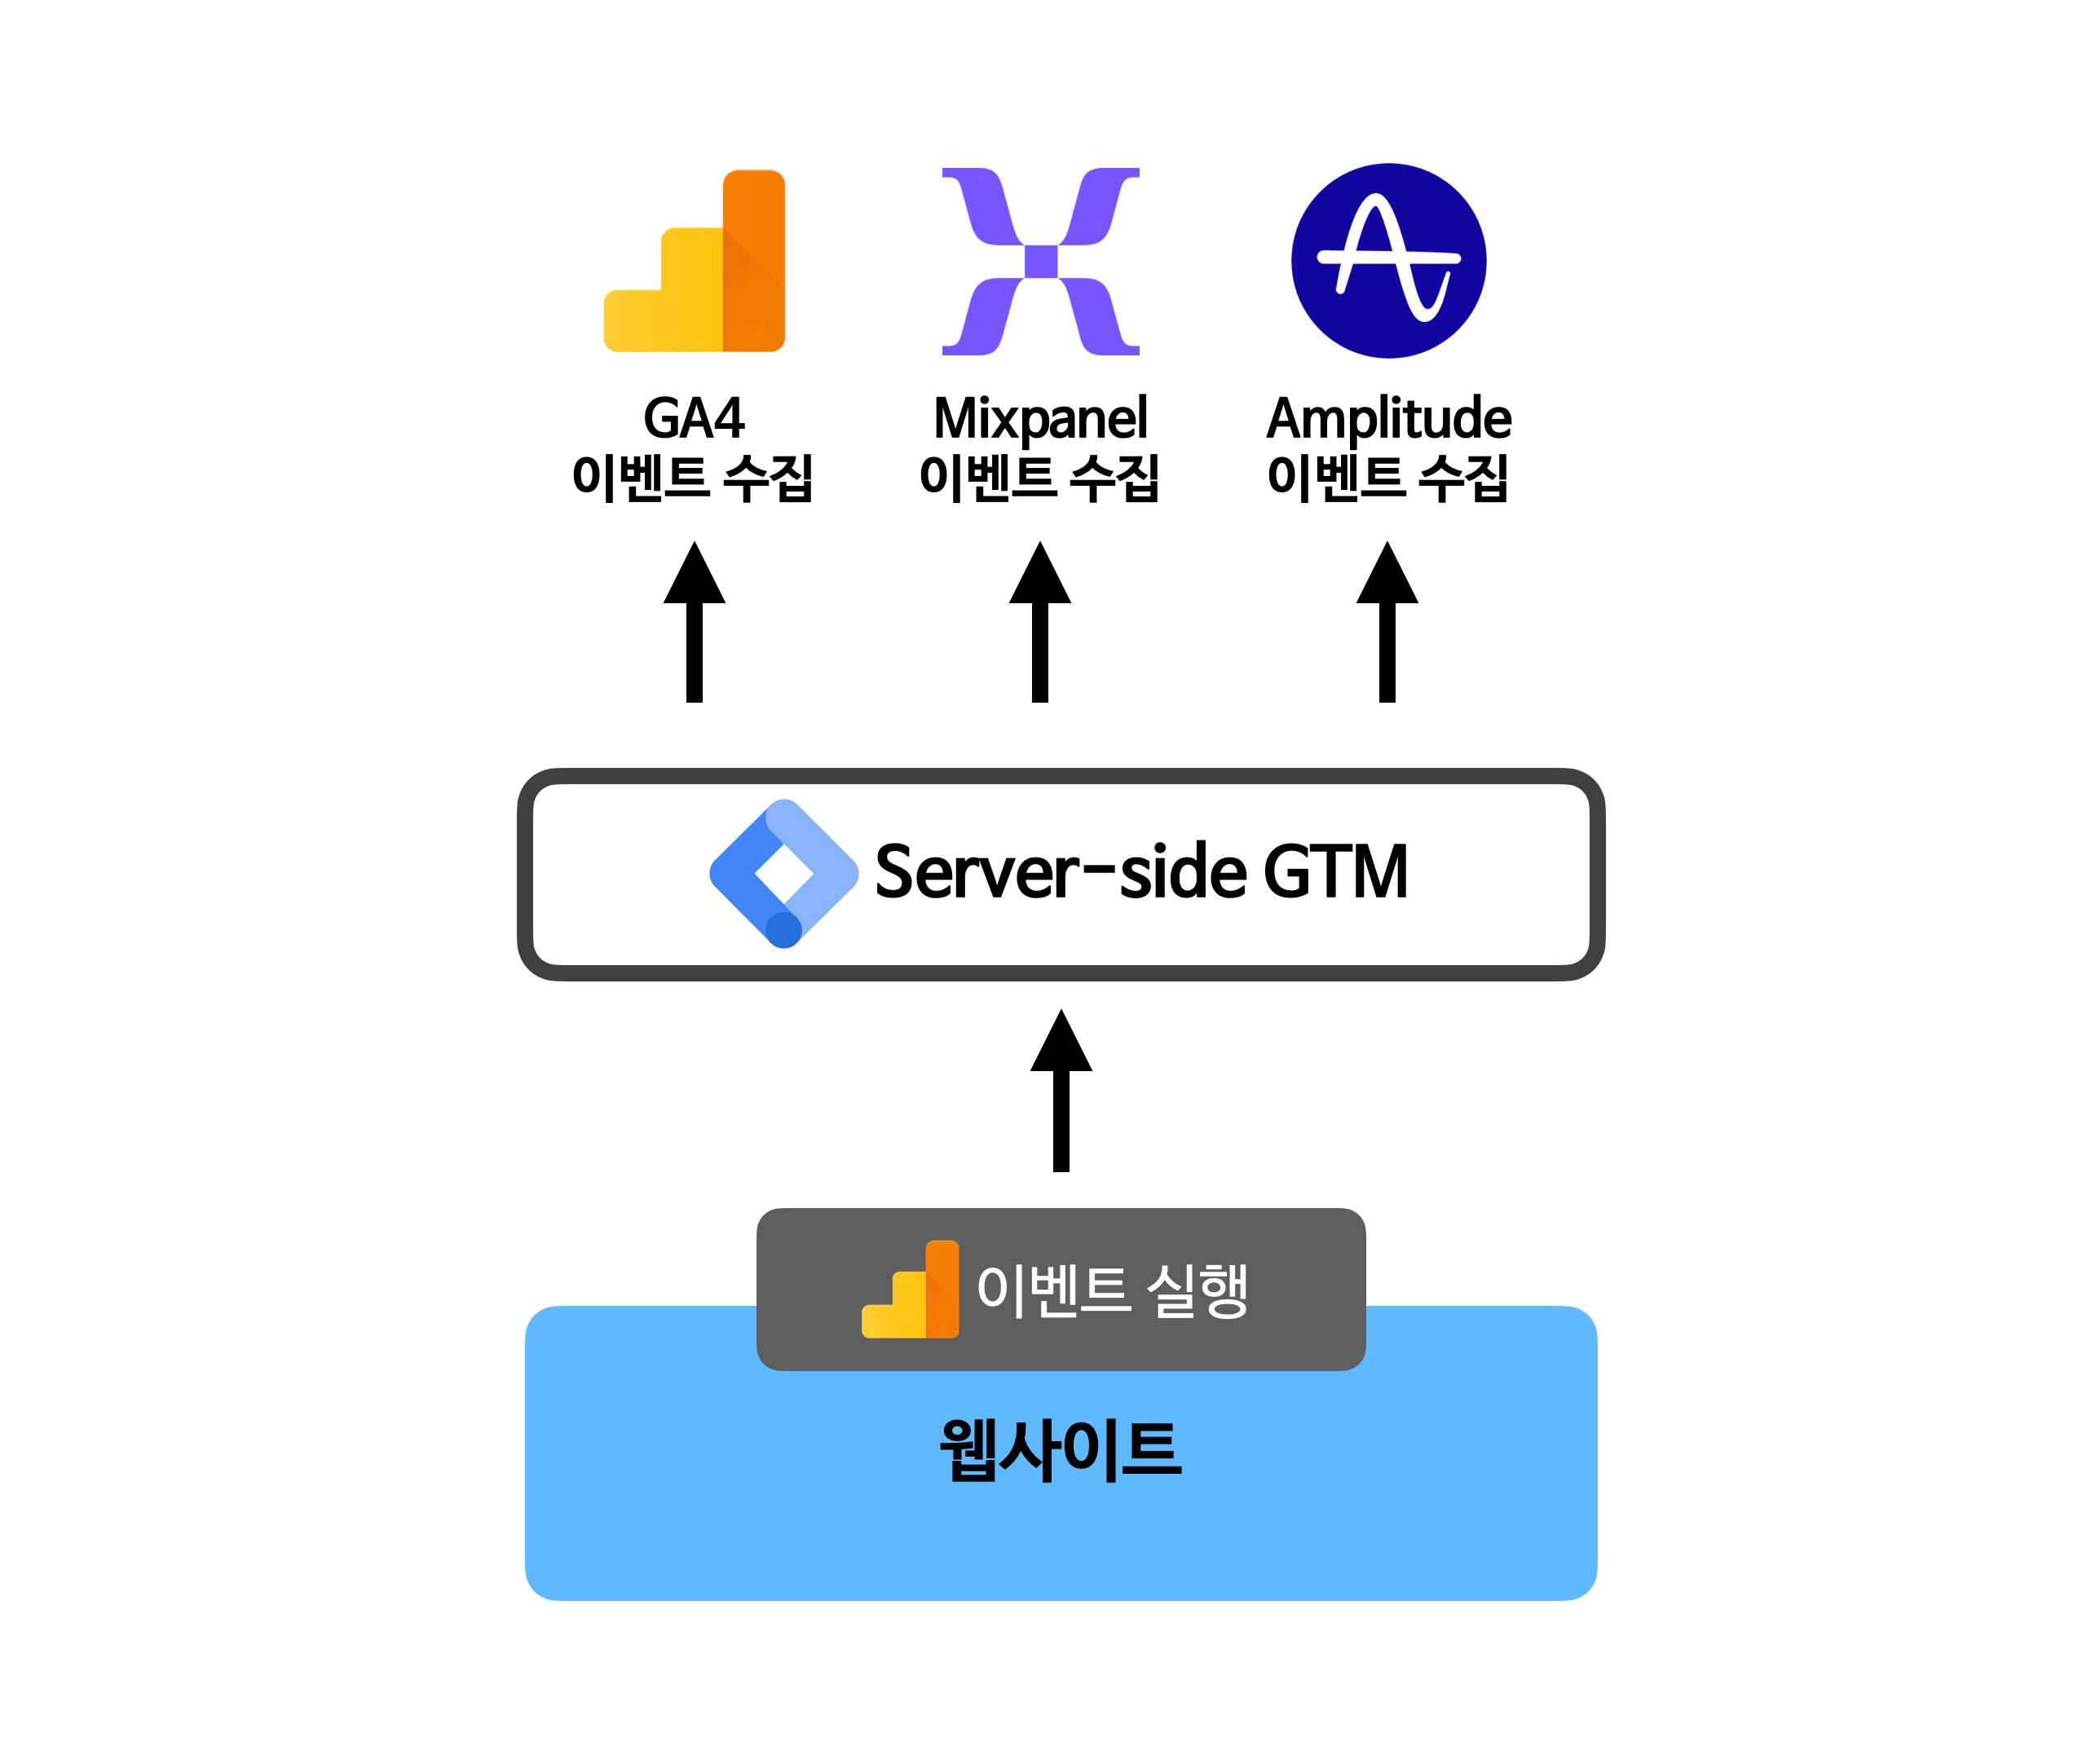 GA4
이벤트 수집
Mixpanel
이벤트 수집
Amplitude
이벤트 수집
Server-side GTM
이벤트 실행
웹사이트